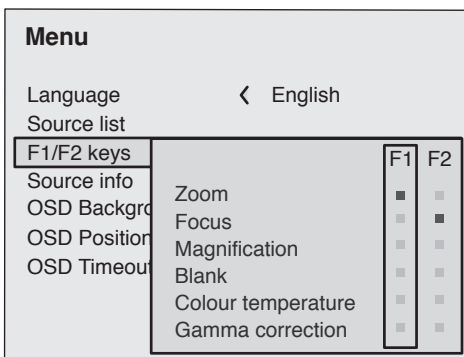 Menu
Language ‹ English
Source list
F1/F2 keys
Source info
OSD Backgro
OSD Position
OSD Timeout
F1 F2
Zoom
Focus
Magnification
Blank
Colour temperature
Gamma correction